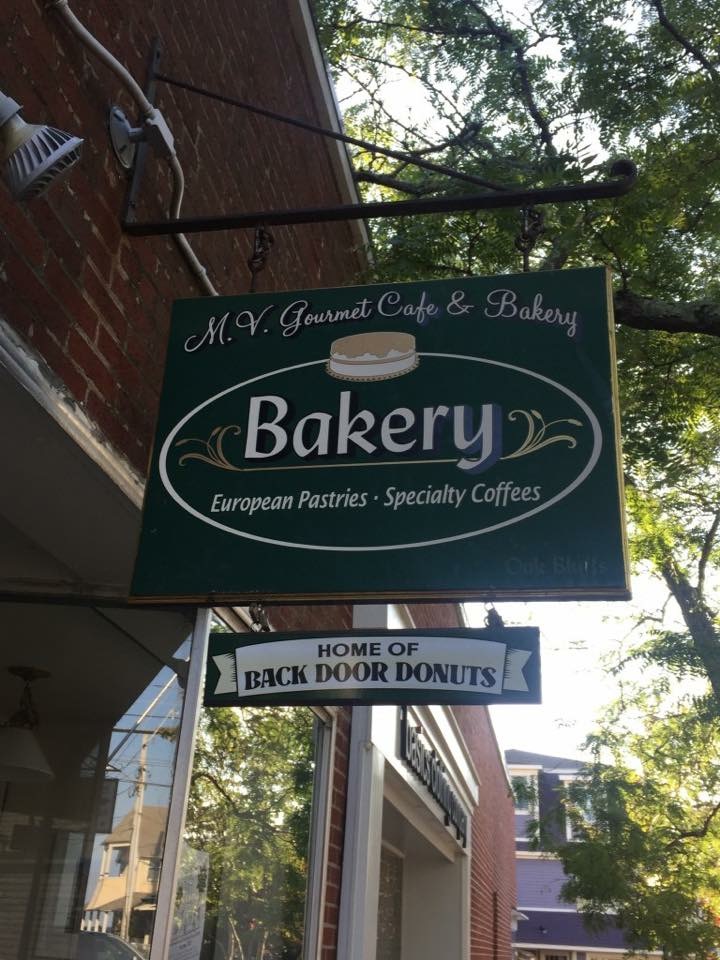 M.V. Gourmet Cafe & Bakery
Bakery
European Pastries · Specialty Coffees
Oak Bluffs
HOME OF
BACK DOOR DONUTS